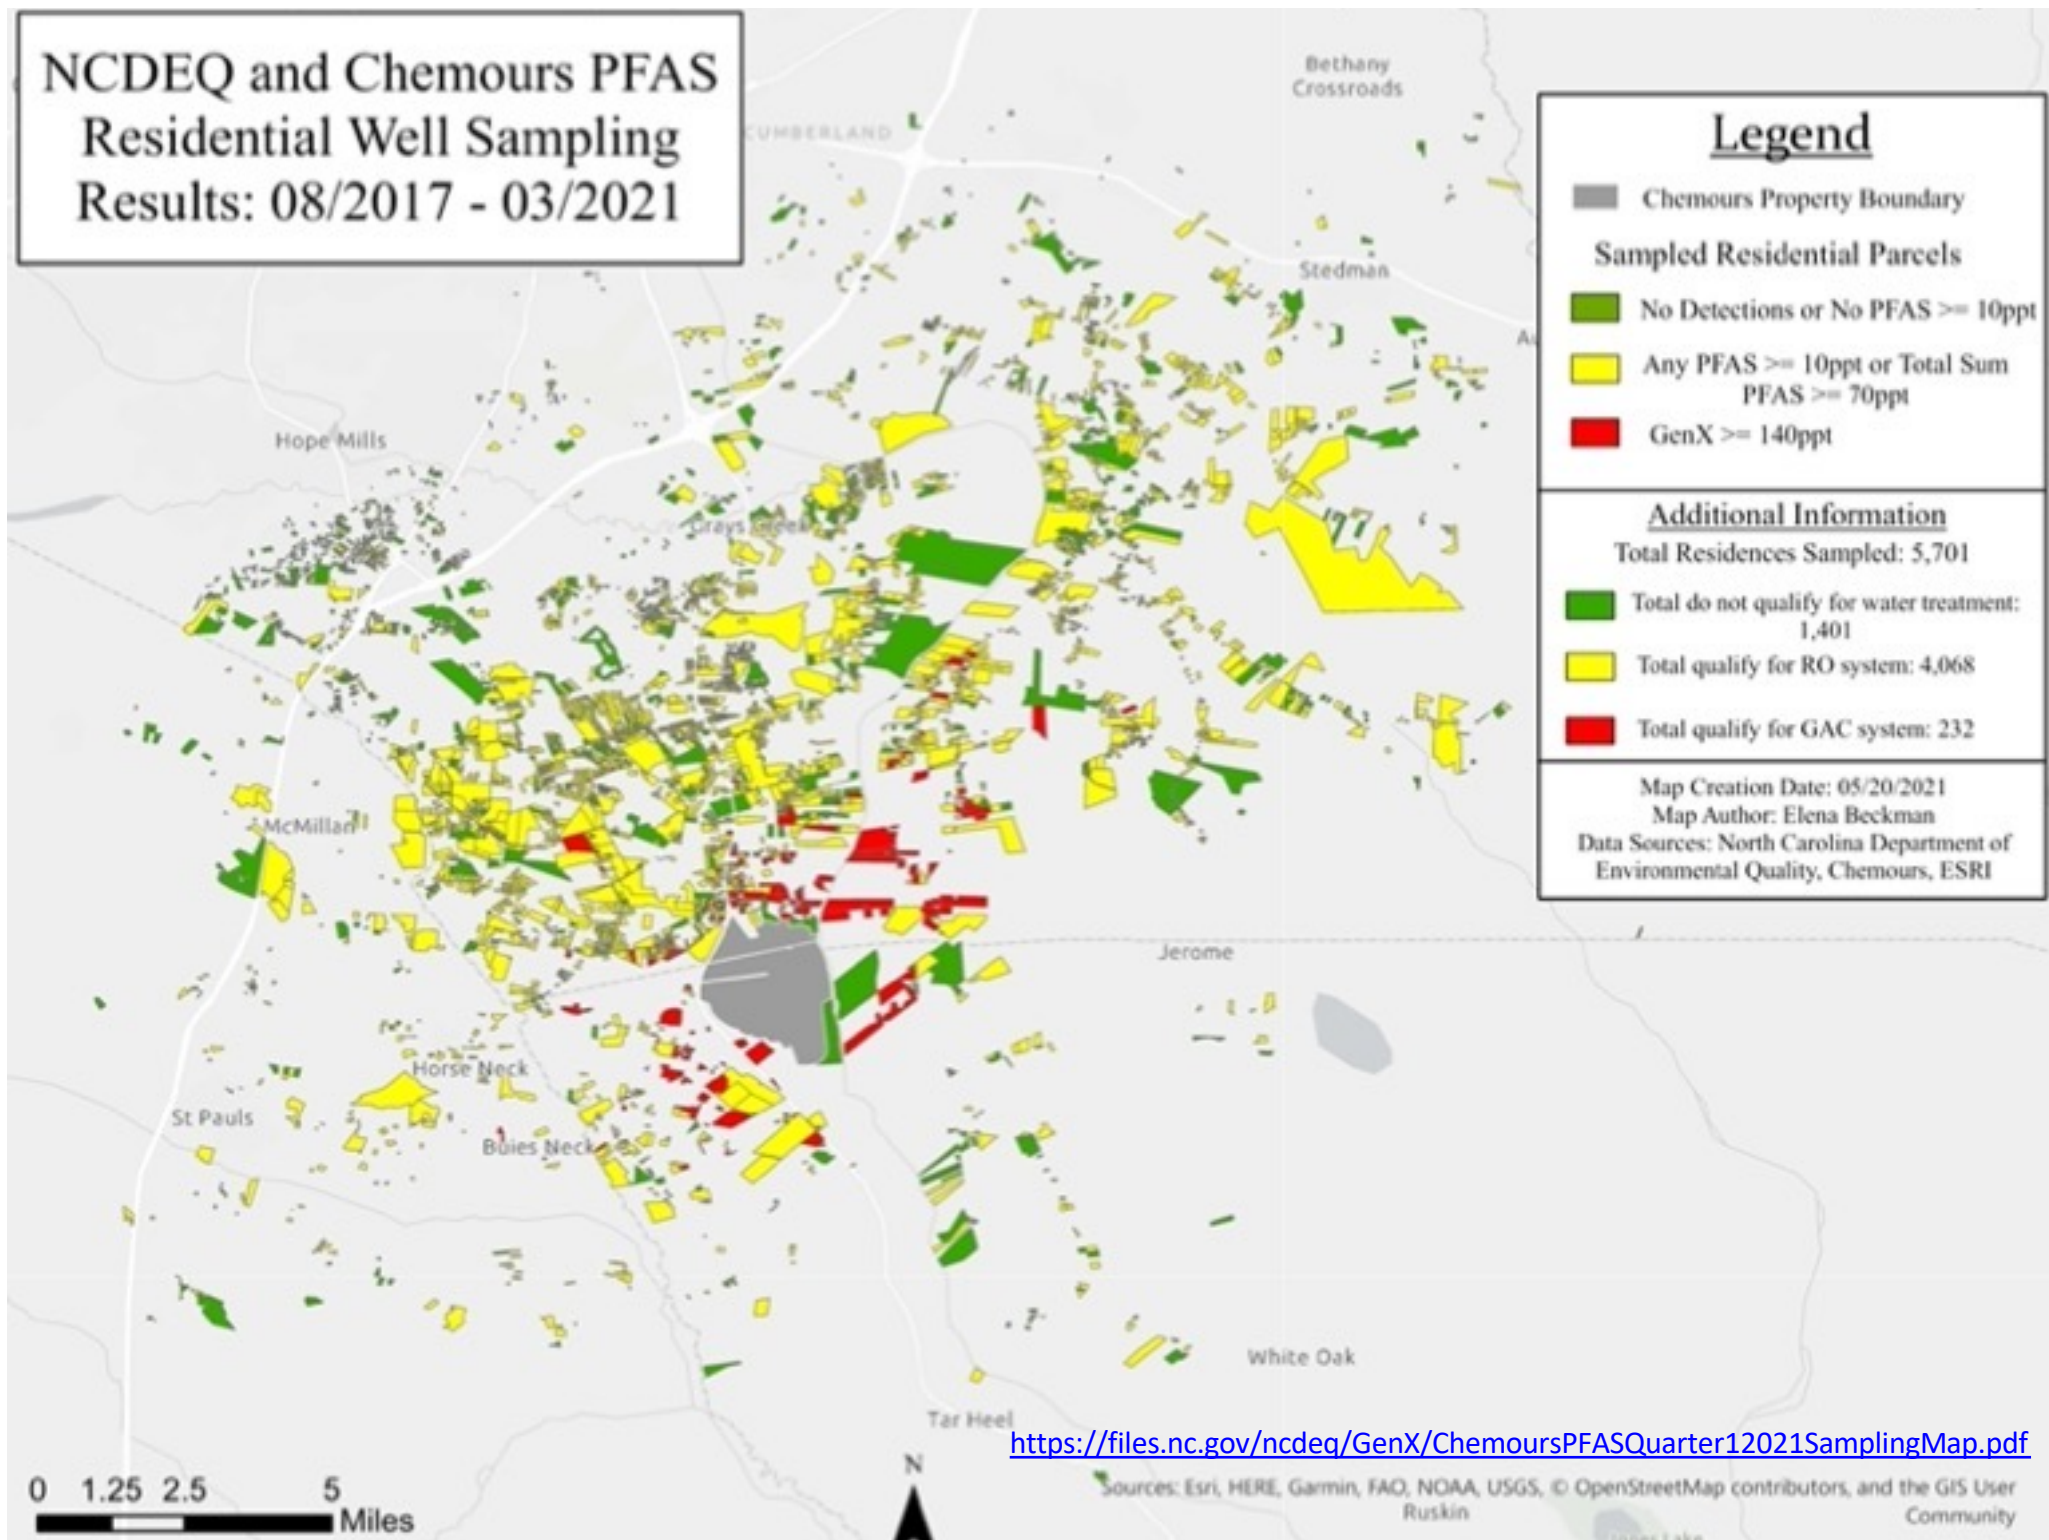 NCDEQ and Chemours PFAS
Residential Well Sampling
Results: 08/2017 - 03/2021
Bethany
Crossroads
CUMBERLAND
Stedman
Hope Mills
Grays Creek
McMillan
Jerome
Horse Neck
St Pauls
Buies Neck
White Oak
Tar Heel
Legend
Chemours Property Boundary
Sampled Residential Parcels
No Detections or No PFAS >= 10ppt
Any PFAS >= 10ppt or Total Sum
PFAS >= 70ppt
GenX >= 140ppt
Additional Information
Total Residences Sampled: 5,701
Total do not qualify for water treatment:
1,401
Total qualify for RO system: 4,068
Total qualify for GAC system: 232
Map Creation Date: 05/20/2021
Map Author: Elena Beckman
Data Sources: North Carolina Department of
Environmental Quality, Chemours, ESRI
https://files.nc.gov/ncdeq/GenX/ChemoursPFASQuarter12021SamplingMap.pdf
0 1.25 2.5 5
Miles
N
Sources: Esri, HERE, Garmin, FAO, NOAA, USGS, © OpenStreetMap contributors, and the GIS User
Community
Ruskin